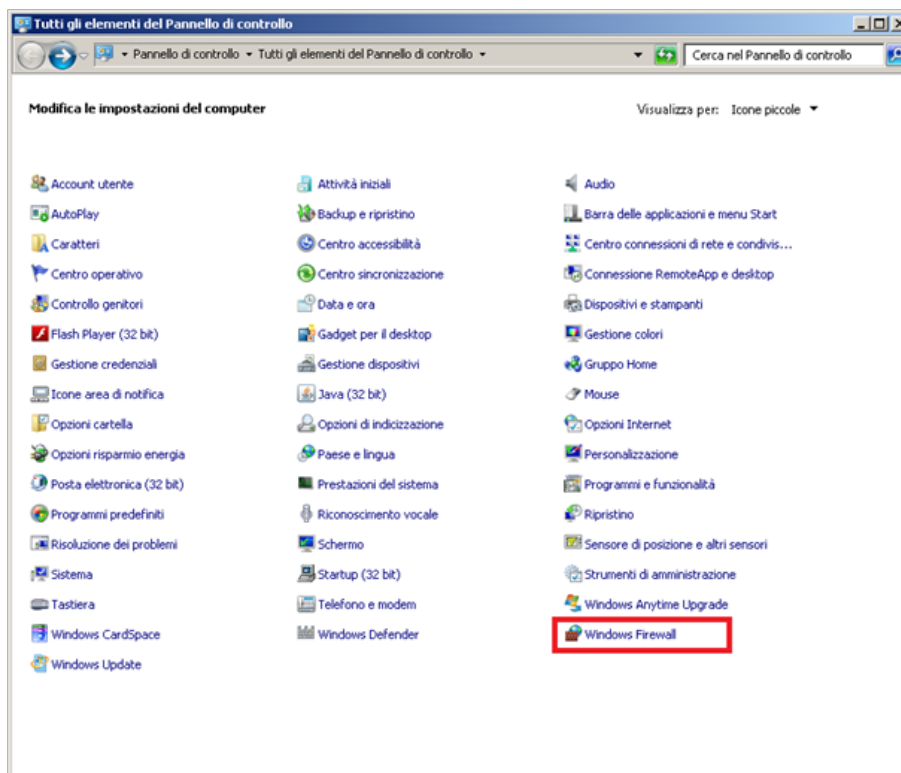 Tutti gli elementi del Pannello di controllo
Pannello di controllo Tutti gli elementi del Pannello di controllo Cerca nel Pannello di controllo
Modifica le impostazioni del computer Visualizza per: Icone piccole
Account utente Attività iniziali Audio
AutoPlay Backup e ripristino Barra delle applicazioni e menu Start
Caratteri Centro accessibilità Centro connessioni di rete e condivis...
Centro operativo Centro sincronizzazione Connessione RemoteApp e desktop
Controllo genitori Data e ora Dispositivi e stampanti
Flash Player (32 bit) Gadget per il desktop Gestione colori
Gestione credenziali Gestione dispositivi Gruppo Home
Icone area di notifica Java (32 bit) Mouse
Opzioni cartella Opzioni di indicizzazione Opzioni Internet
Opzioni risparmio energia Paese e lingua Personalizzazione
Posta elettronica (32 bit) Prestazioni del sistema Programmi e funzionalità
Programmi predefiniti Riconoscimento vocale Ripristino
Risoluzione dei problemi Schermo Sensore di posizione e altri sensori
Sistema Startup (32 bit) Strumenti di amministrazione
Tastiera Telefono e modem Windows Anytime Upgrade
Windows CardSpace Windows Defender Windows Firewall
Windows Update